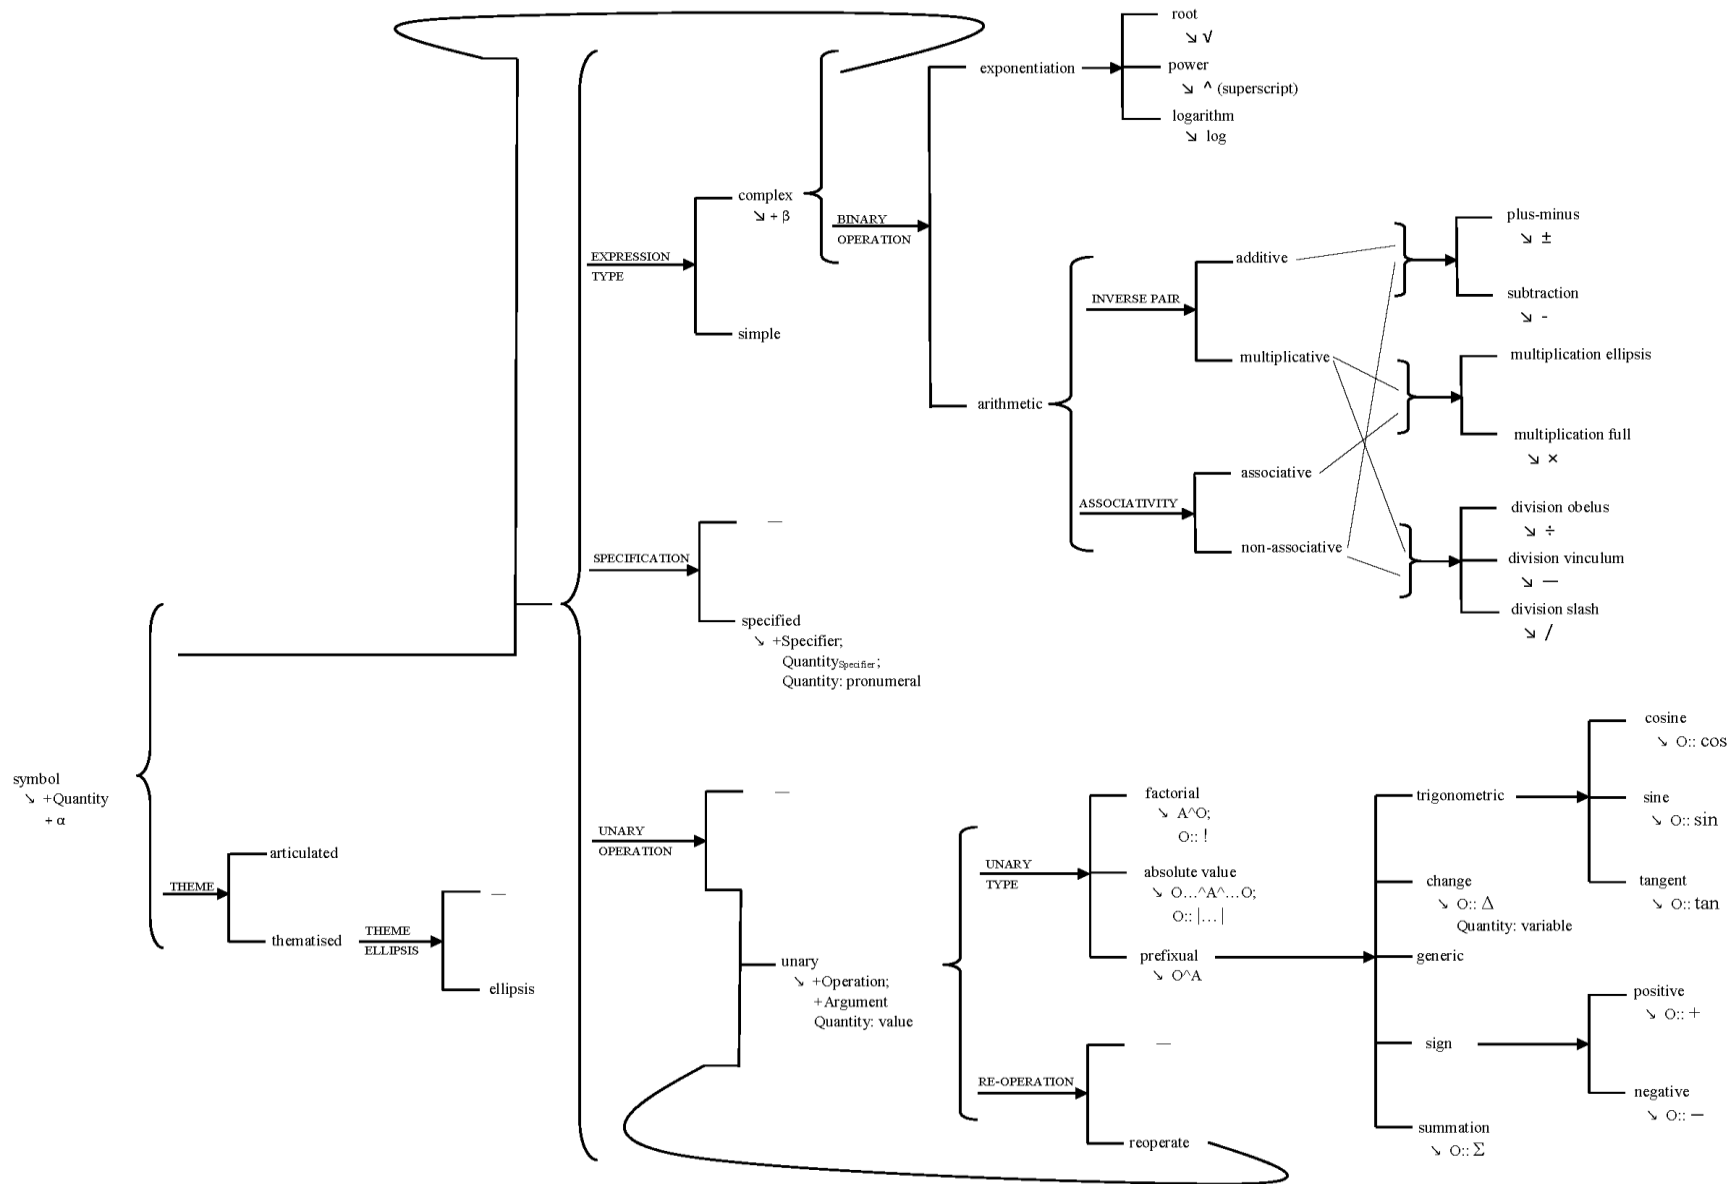 root
↘ √
exponentiation
power
↘ ^ (superscript)
logarithm
↘ log
complex
↘ + β
BINARY
OPERATION
EXPRESSION
TYPE
simple
plus-minus
↘ ±
additive
INVERSE PAIR
subtraction
↘ -
multiplicative
multiplication ellipsis
arithmetic
multiplication full
↘ ×
associative
ASSOCIATIVITY
non-associative
division obelus
↘ ÷
division vinculum
↘ —
division slash
↘ /
—
SPECIFICATION
specified
↘ +Specifier;
QuantitySpecifier;
Quantity: pronumeral
symbol
↘ +Quantity
+ α
THEME
articulated
thematised
THEME
ELLIPSIS
—
ellipsis
—
UNARY
OPERATION
unary
↘ +Operation;
+Argument
Quantity: value
UNARY
TYPE
factorial
↘ A^O;
O:: !
absolute value
↘ O…^A^…O;
O:: |…|
prefixual
↘ O^A
RE-OPERATION
—
reoperate
trigonometric
cosine
↘ O:: cos
sine
↘ O:: sin
tangent
↘ O:: tan
change
↘ O:: Δ
Quantity: variable
generic
sign
positive
↘ O:: +
negative
↘ O:: —
summation
↘ O:: Σ